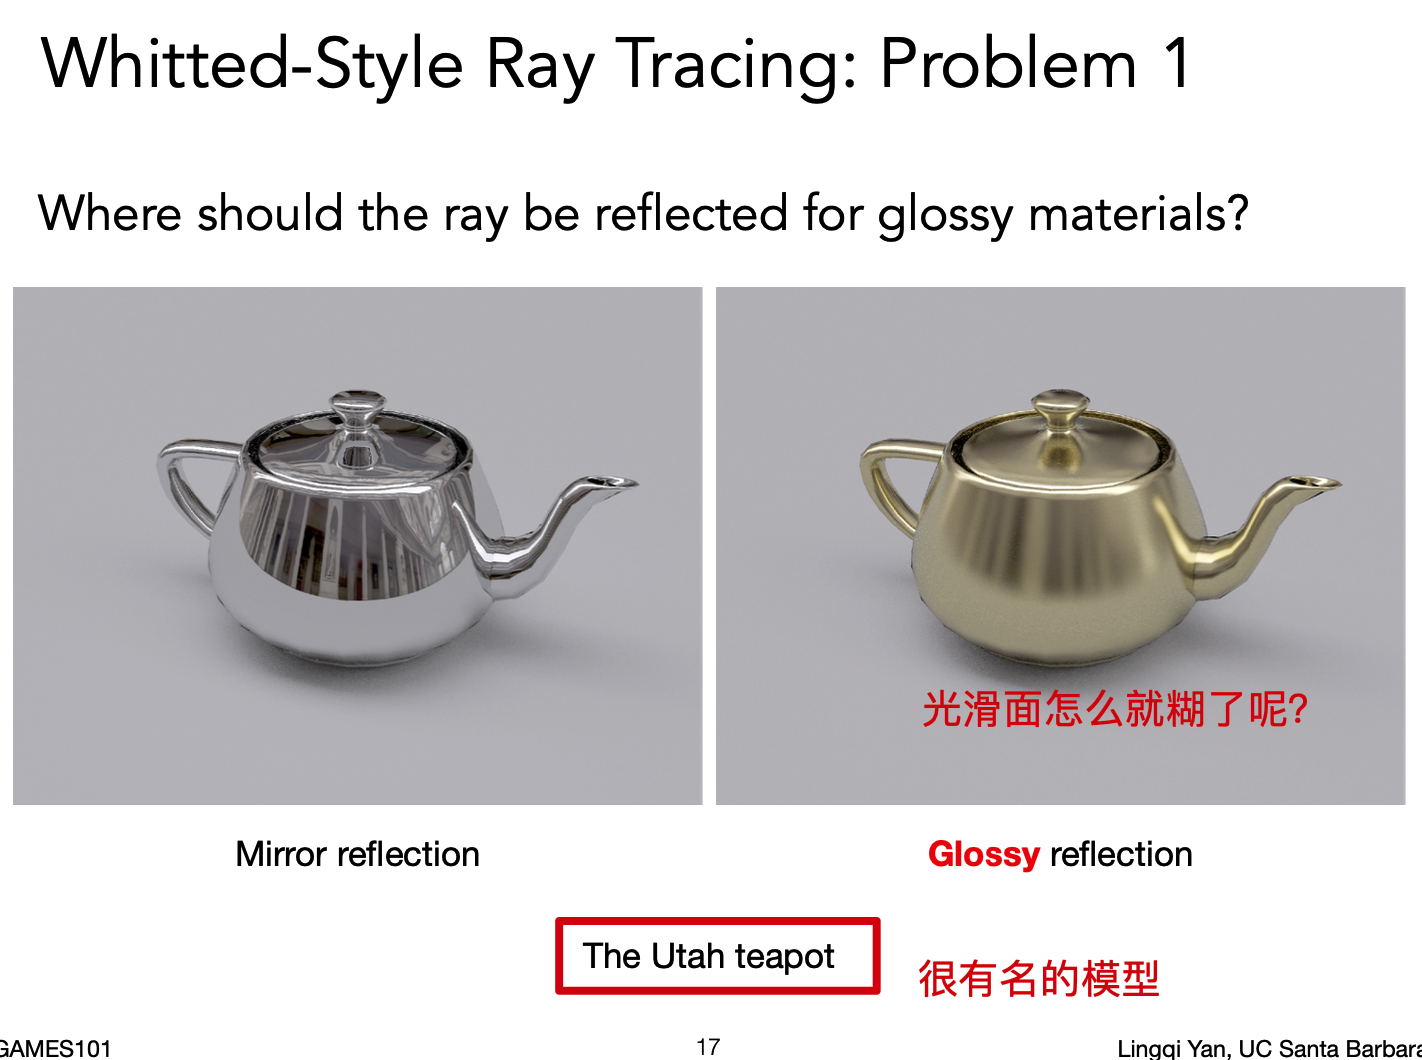 Whitted-Style Ray Tracing: Problem 1
Where should the ray be reflected for glossy materials?
光滑面怎么就糊了呢?
Mirror reflection
Glossy reflection
The Utah teapot
很有名的模型
GAMES101
17
Lingqi Yan, UC Santa Barbara